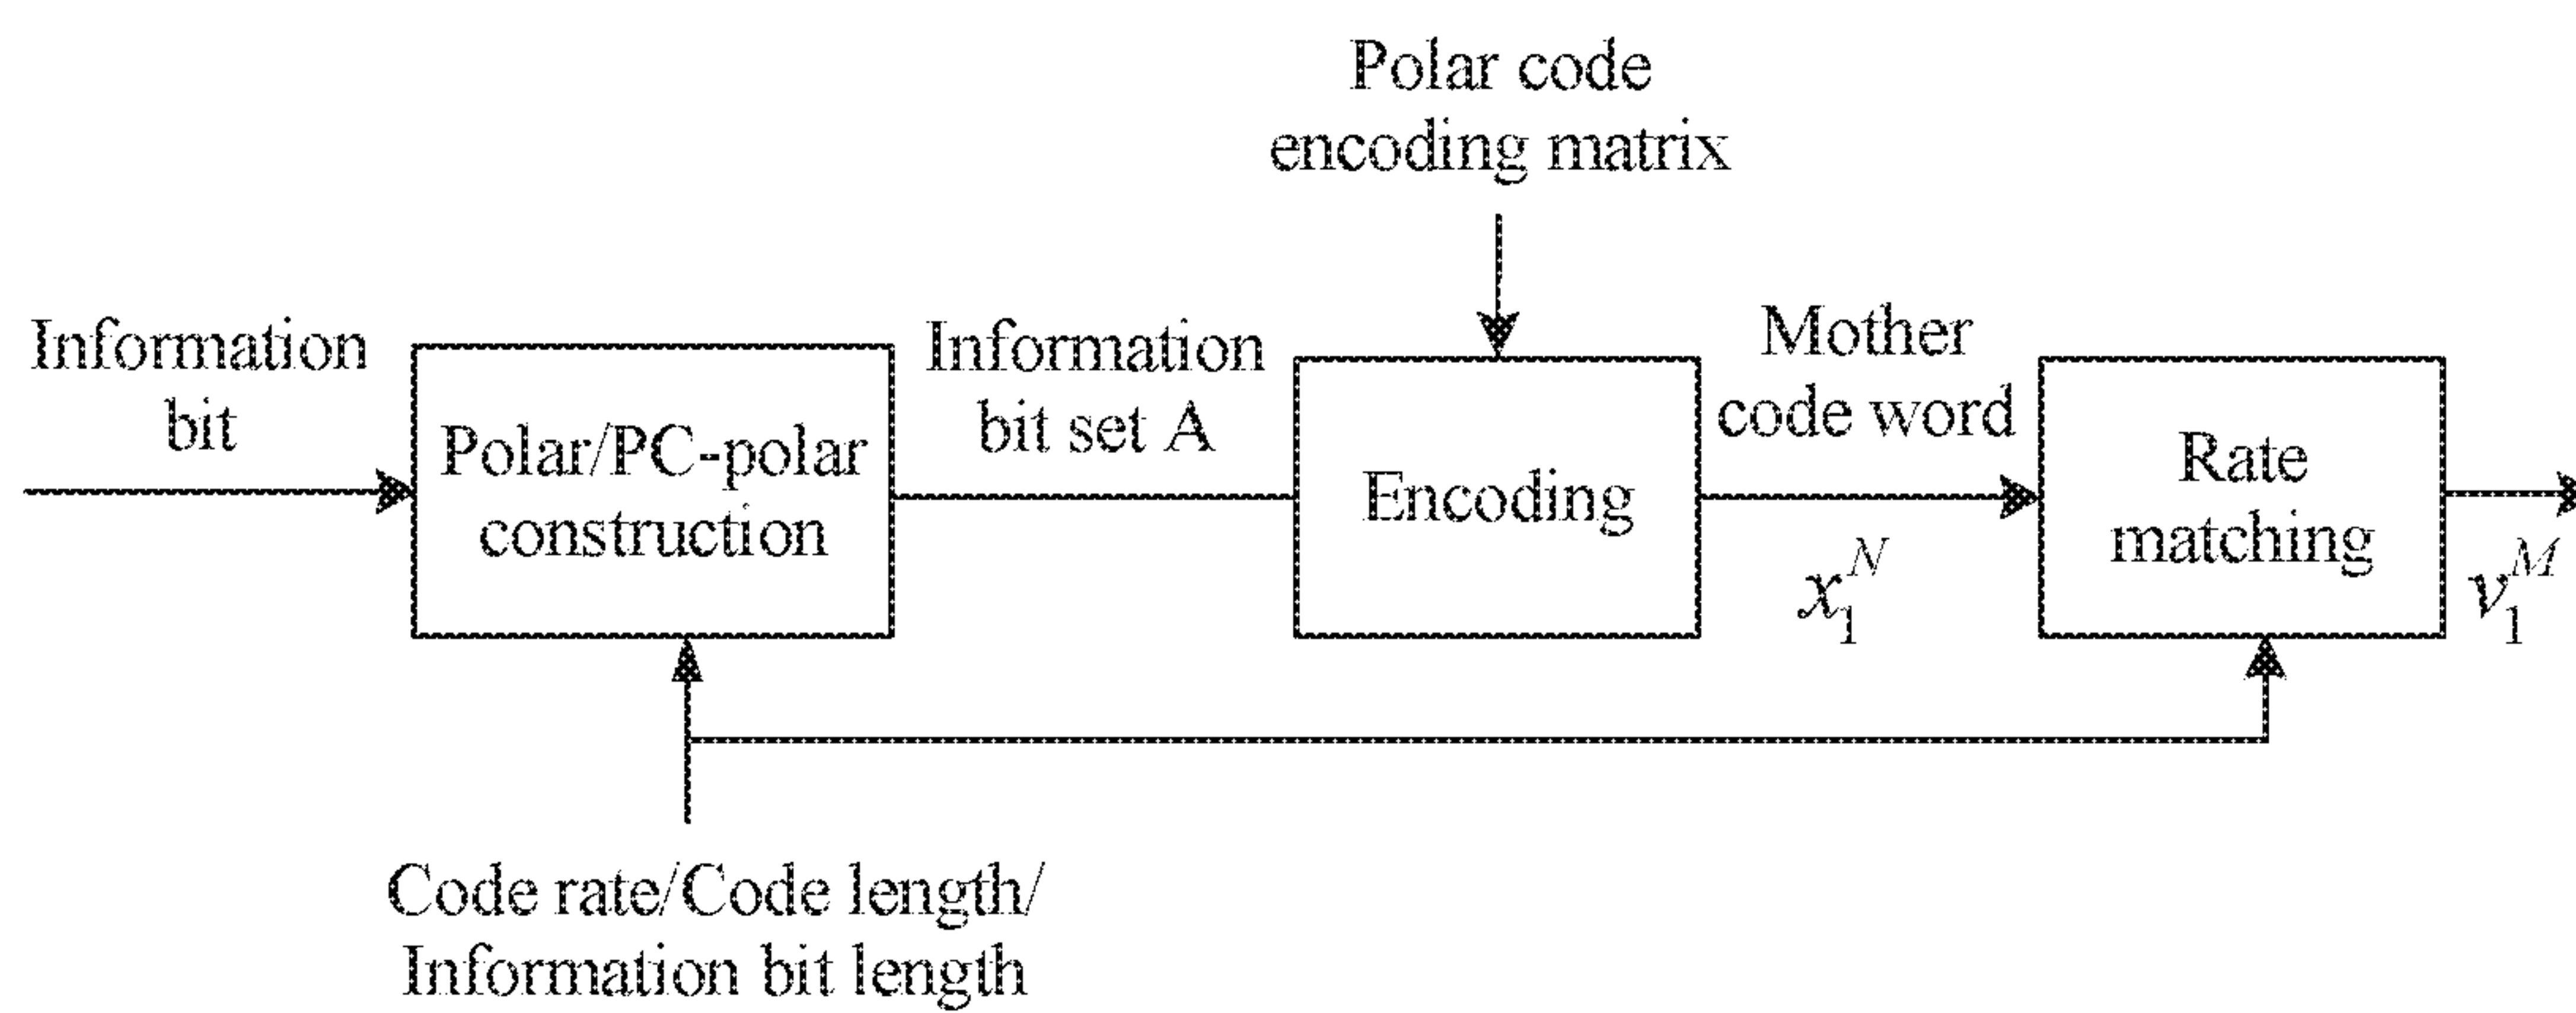 Polar code
encoding matrix
Information
bit
Polar/PC-polar
construction
Information
bit set A
Encoding
Mother
code word
x_1^N
Rate
matching
v_1^M
Code rate/Code length/
Information bit length